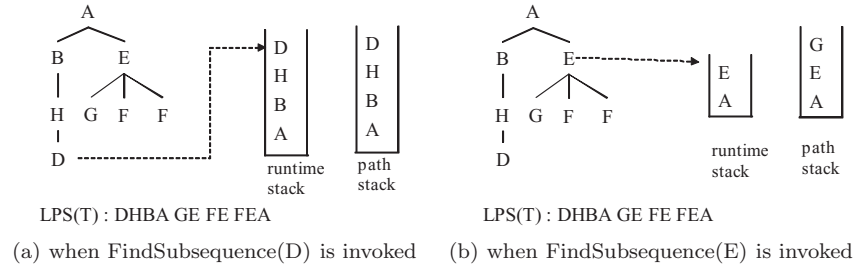 A
B E
H G F F
D
D
H
B
A
runtime
stack
D
H
B
A
path
stack
LPS(T) : DHBA GE FE FEA
(a) when FindSubsequence(D) is invoked
A
B E
H G F F
D
E
A
runtime
stack
G
E
A
path
stack
LPS(T) : DHBA GE FE FEA
(b) when FindSubsequence(E) is invoked